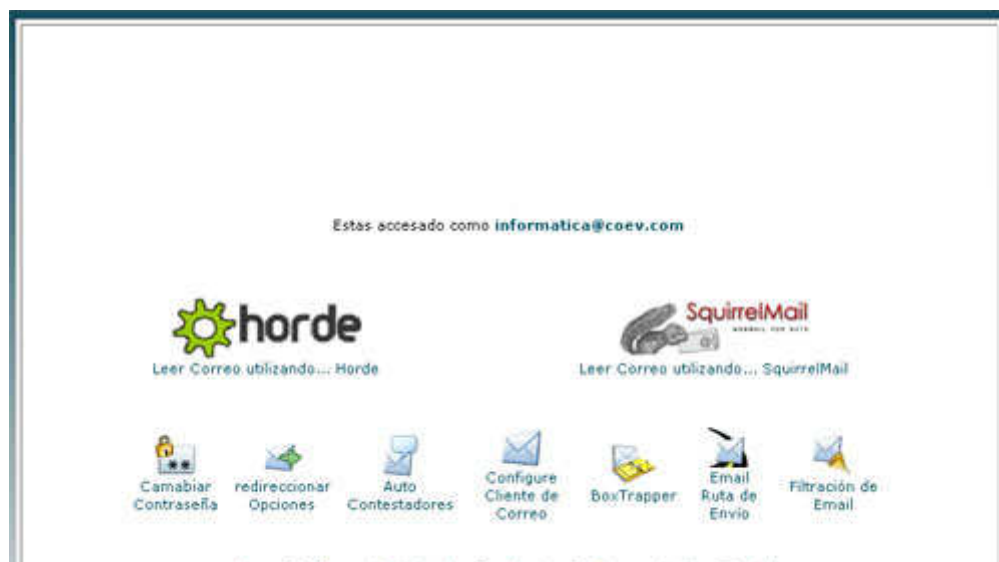 Estas accesado como informatica@coev.com
horde
SquirrelMail
Leer Correo utilizando... Horde
Leer Correo utilizando... SquirrelMail
Camabiar
Contraseña
redireccionar
Opciones
Auto
Contestadores
Configure
Cliente de
Correo
BoxTrapper
Email
Ruta de
Envio
Filtración de
Email